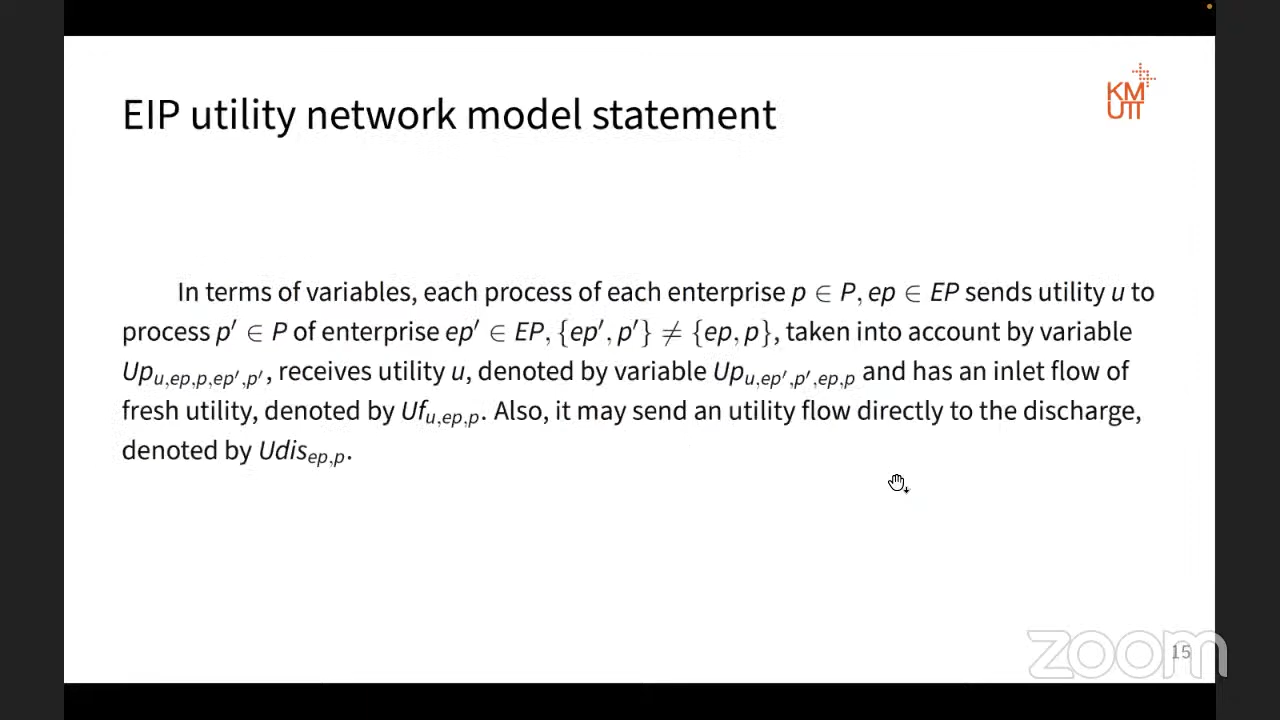 EIP utility network model statement
KM
UTT
In terms of variables, each process of each enterprise p ∈ P, ep ∈ EP sends utility u to
process p′ ∈ P of enterprise ep′ ∈ EP, {ep′, p′} ≠ {ep, p}, taken into account by variable
Up_{u,ep,p,ep′,p′}, receives utility u, denoted by variable Up_{u,ep′,p′,ep,p} and has an inlet flow of
fresh utility, denoted by Uf_{u,ep,p}. Also, it may send an utility flow directly to the discharge,
denoted by Udis_{ep,p}.
zoom
15